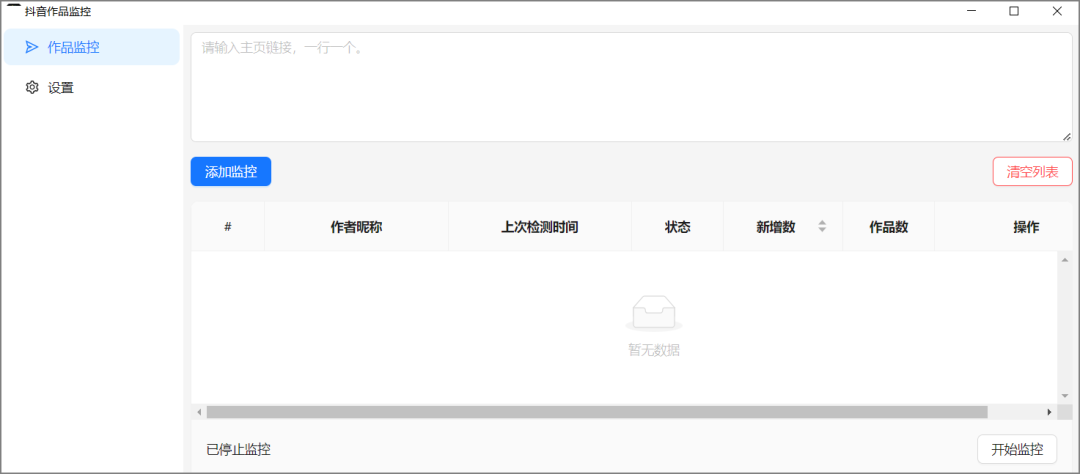 抖音作品监控
作品监控
设置
请输入主页链接，一行一个。
添加监控
清空列表
# 作者昵称 上次检测时间 状态 新增数 作品数 操作
暂无数据
已停止监控
开始监控